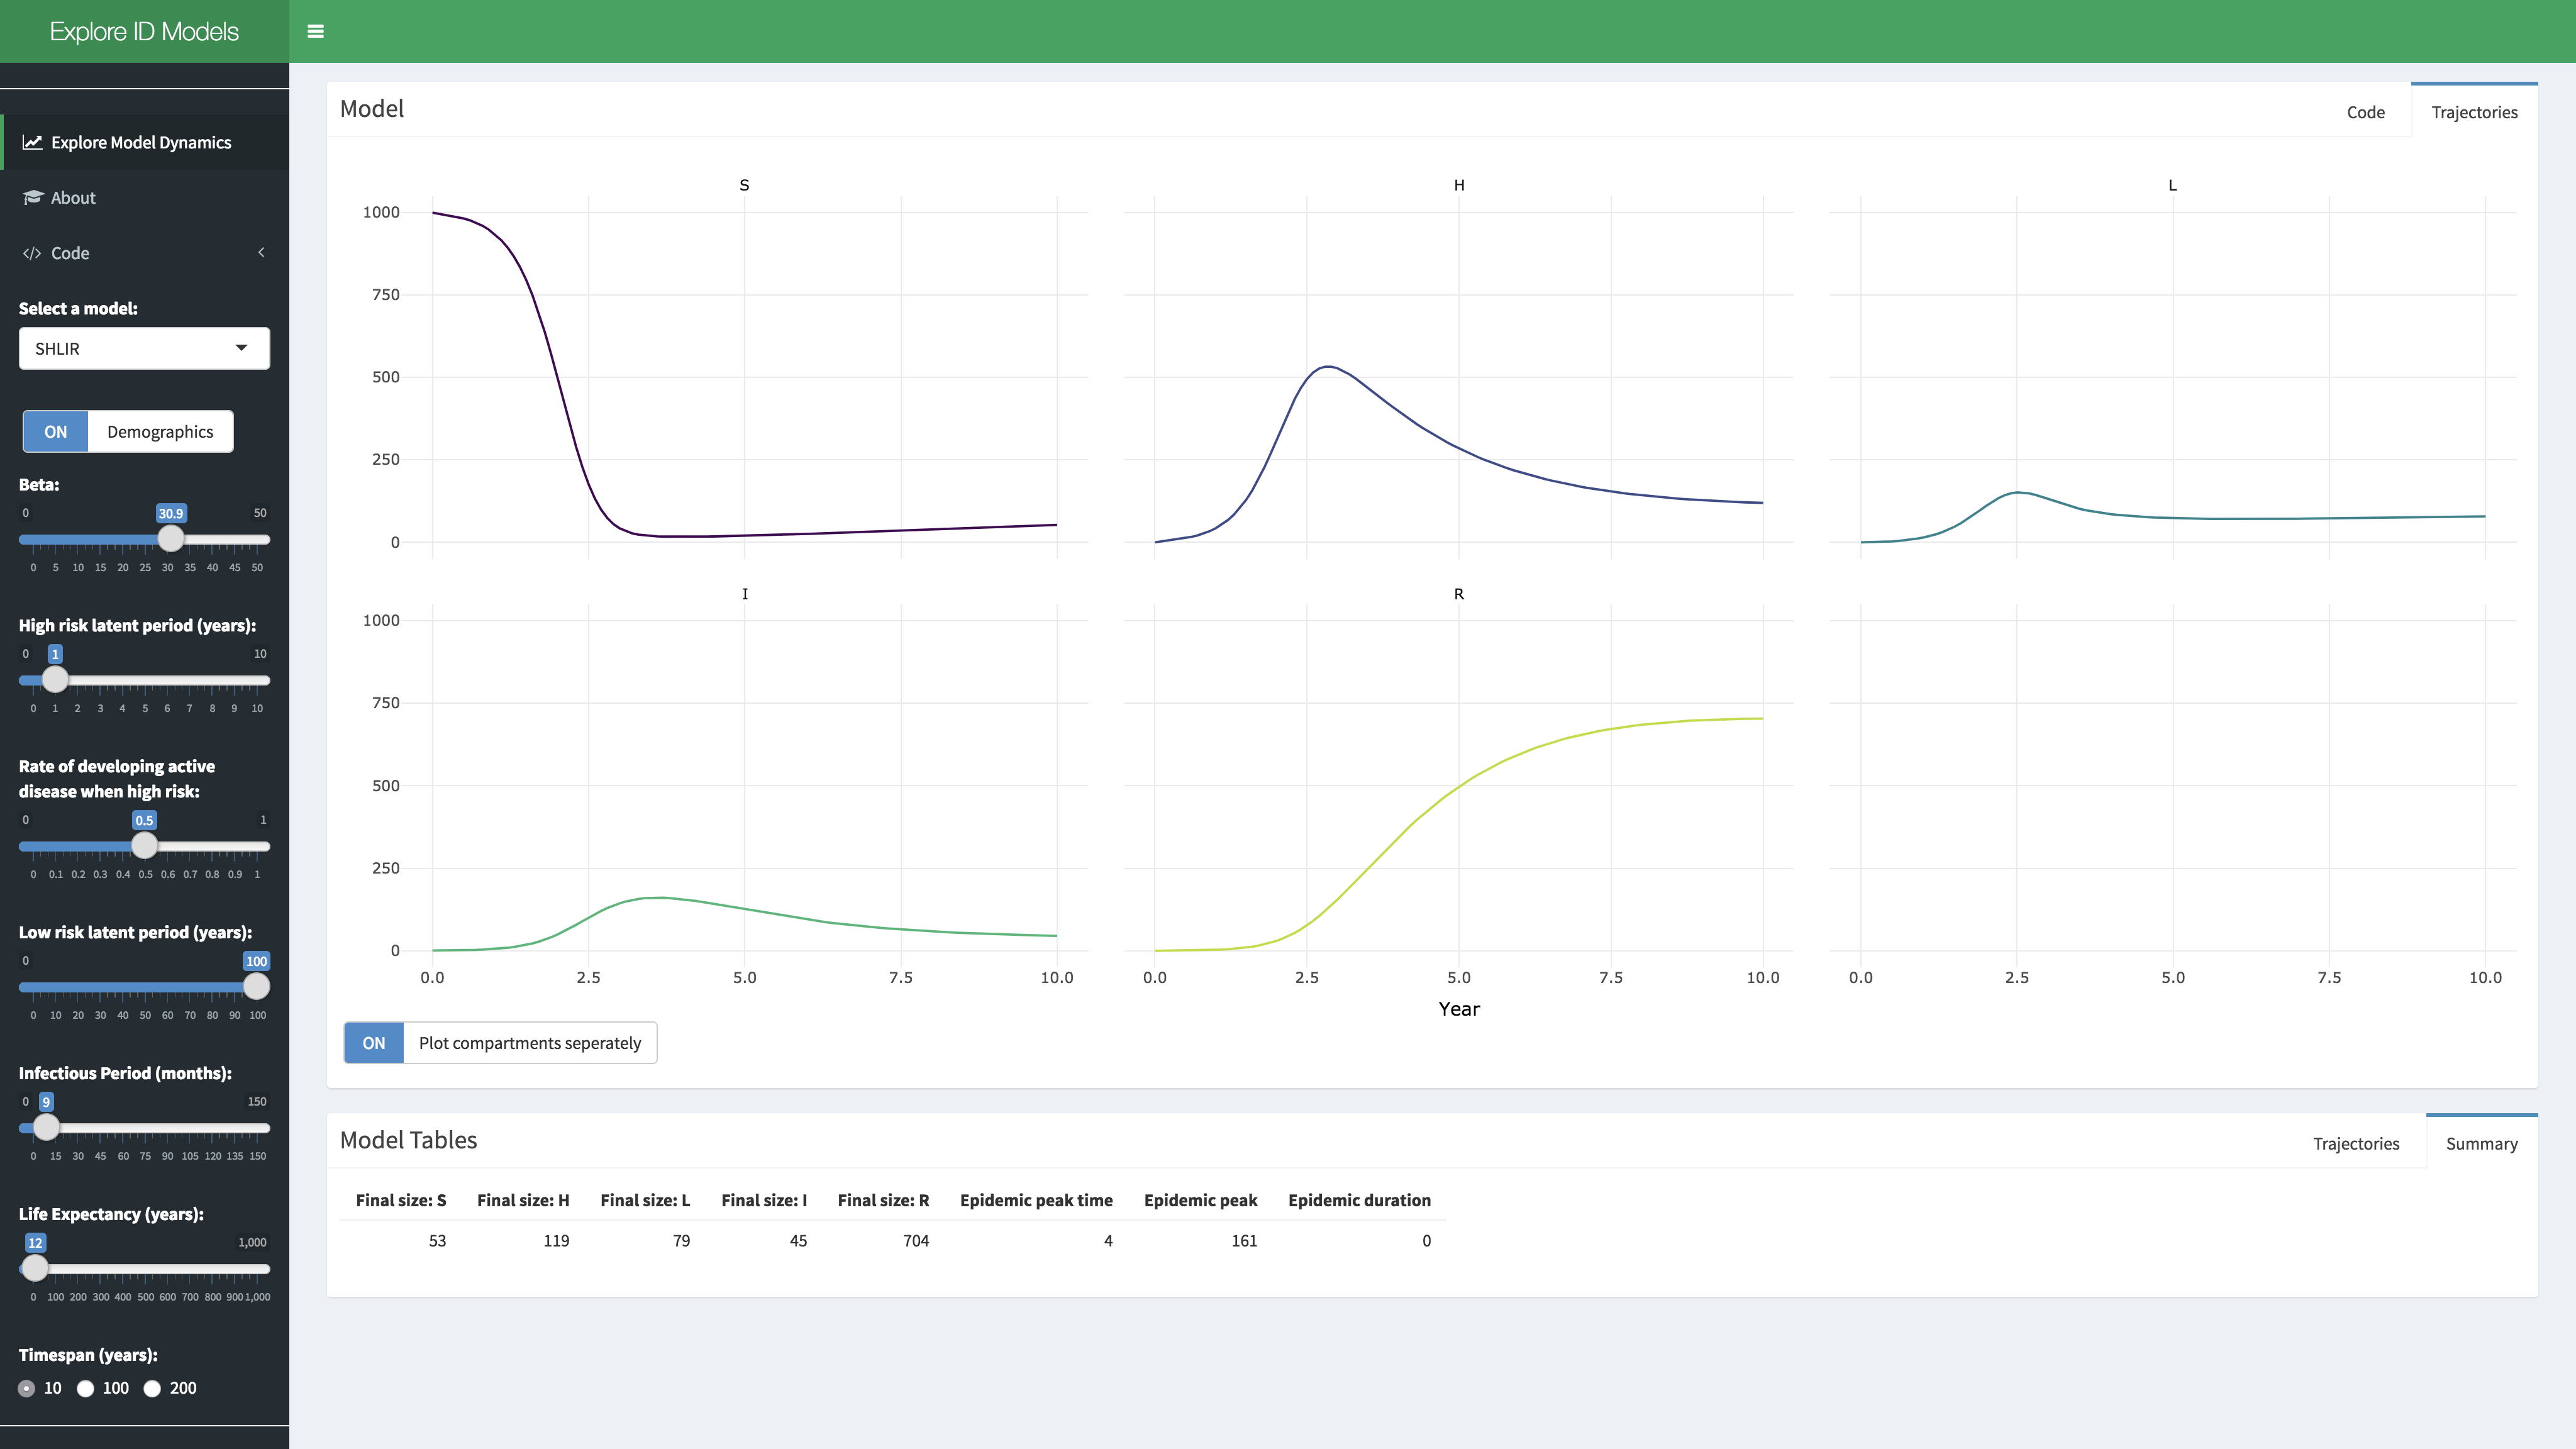 Explore ID Models
Explore Model Dynamics
About
Code
Select a model:
SHLIR
ON Demographics
Beta:
0 30.9 50
0 5 10 15 20 25 30 35 40 45 50
High risk latent period (years):
0 1 10
0 1 2 3 4 5 6 7 8 9 10
Rate of developing active
disease when high risk:
0 0.5 1
0 0.1 0.2 0.3 0.4 0.5 0.6 0.7 0.8 0.9 1
Low risk latent period (years):
0 100
0 10 20 30 40 50 60 70 80 90 100
Infectious Period (months):
0 9 150
0 15 30 45 60 75 90 105 120 135 150
Life Expectancy (years):
12 1,000
0 100 200 300 400 500 600 700 800 900 1,000
Timespan (years):
10 100 200
Model
Code Trajectories
S H L
1000
750
500
250
0
I R
1000
750
500
250
0
0.0 2.5 5.0 7.5 10.0 0.0 2.5 5.0 7.5 10.0 0.0 2.5 5.0 7.5 10.0
Year
ON Plot compartments seperately
Model Tables
Trajectories Summary
Final size: S Final size: H Final size: L Final size: I Final size: R Epidemic peak time Epidemic peak Epidemic duration
53 119 79 45 704 4 161 0